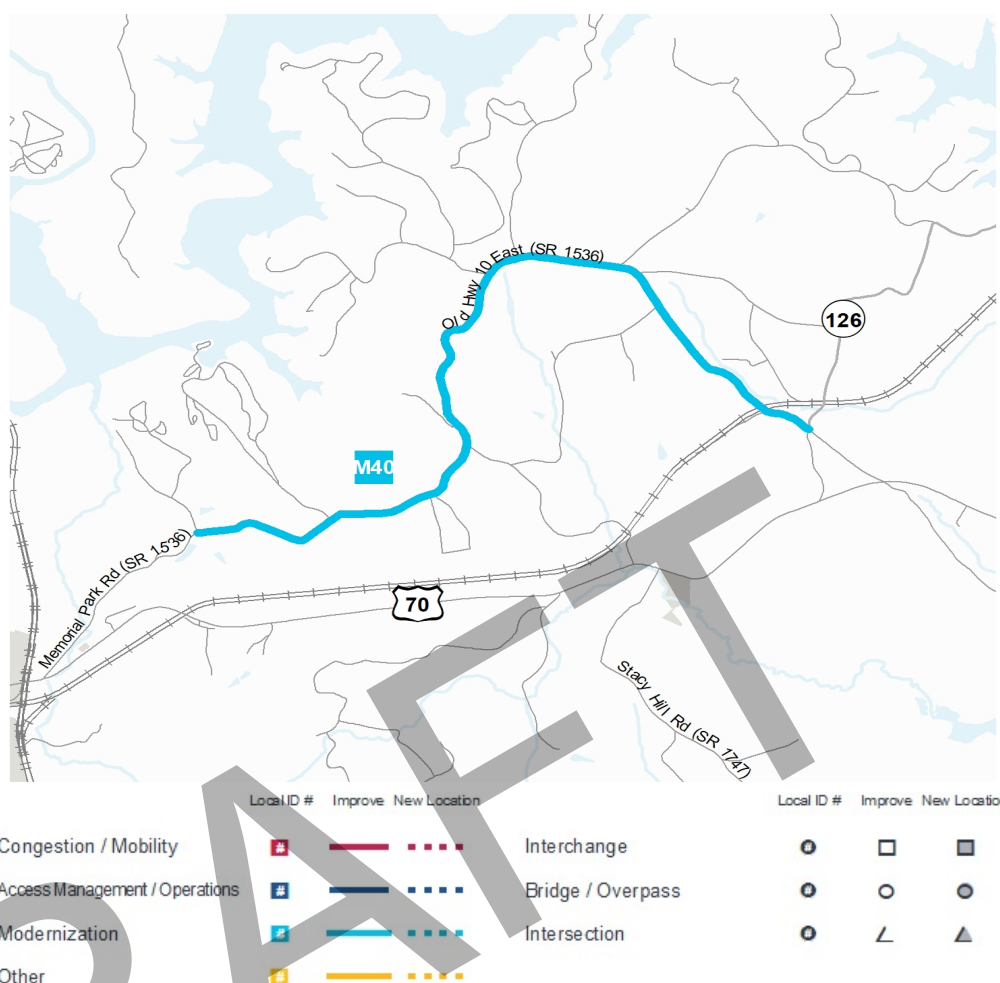 Old Hwy 10 East (SR 1536)
126
M40
Memorial Park Rd (SR 1536)
70
Stacy Hill Rd (SR 1747)
DRAFT
Local ID # Improve New Location
Congestion / Mobility #
Access Management / Operations #
Modernization #
Other #
Local ID # Improve New Locatio
Interchange #
Bridge / Overpass #
Intersection #